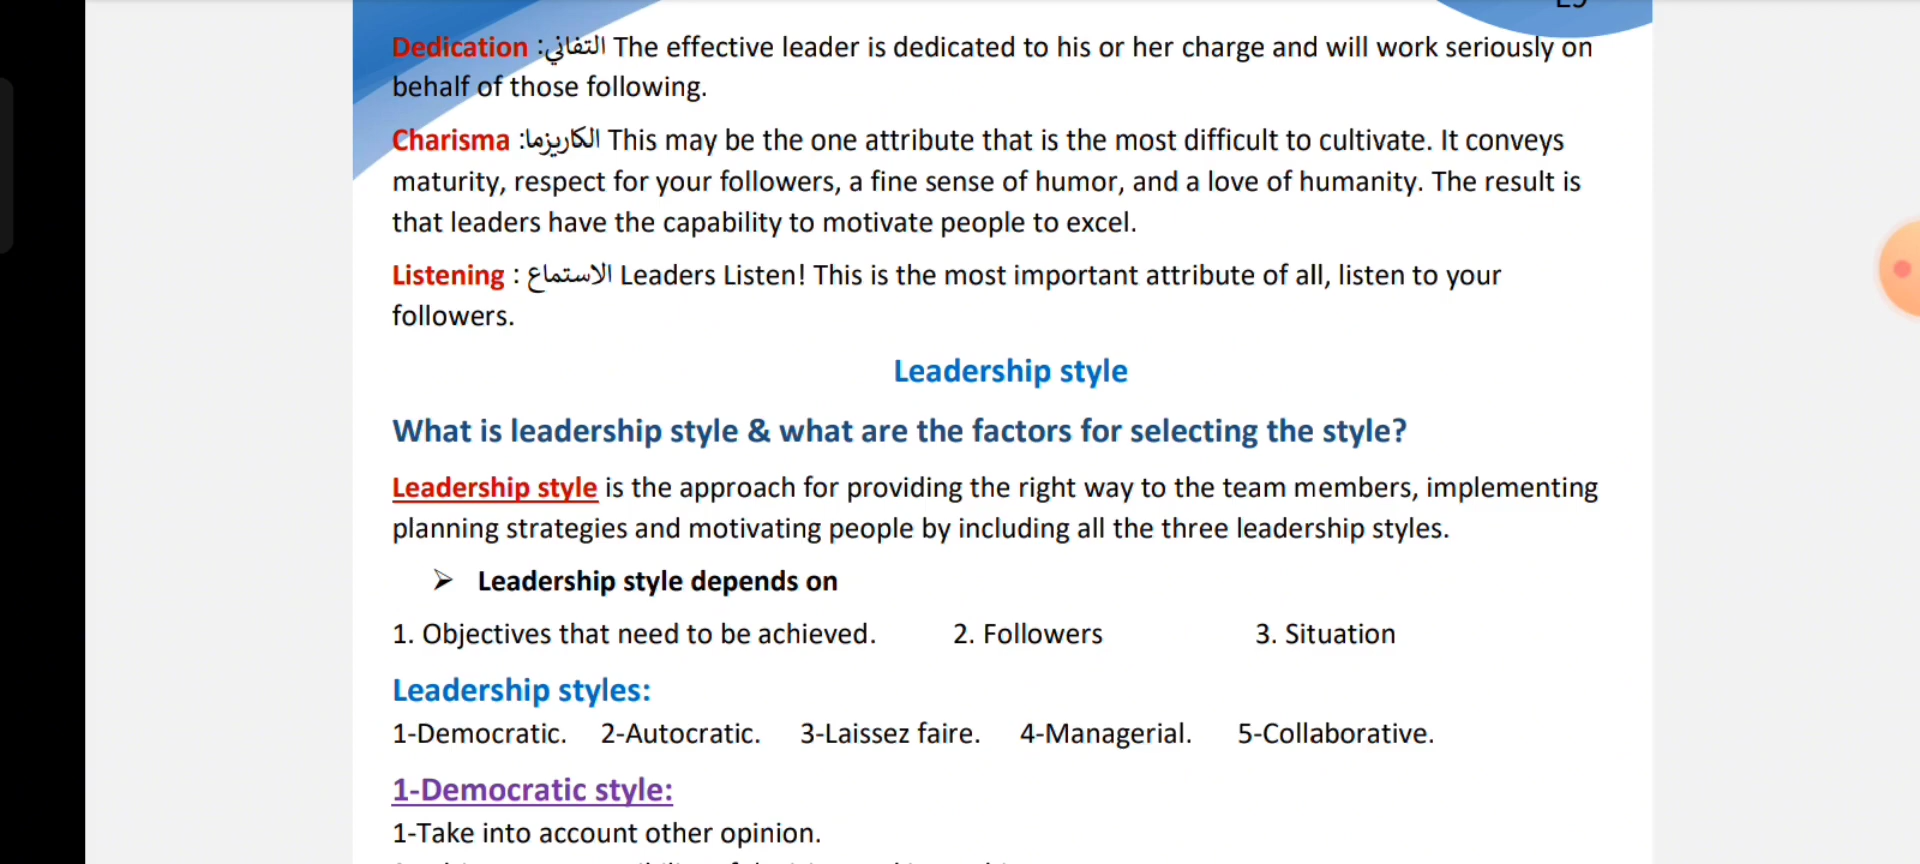 Dedication التفاني: The effective leader is dedicated to his or her charge and will work seriously on
behalf of those following.
Charisma الكاريزما: This may be the one attribute that is the most difficult to cultivate. It conveys
maturity, respect for your followers, a fine sense of humor, and a love of humanity. The result is
that leaders have the capability to motivate people to excel.
Listening : الاستماع Leaders Listen! This is the most important attribute of all, listen to your
followers.
Leadership style
What is leadership style & what are the factors for selecting the style?
Leadership style is the approach for providing the right way to the team members, implementing
planning strategies and motivating people by including all the three leadership styles.
➢ Leadership style depends on
1. Objectives that need to be achieved. 2. Followers 3. Situation
Leadership styles:
1-Democratic. 2-Autocratic. 3-Laissez faire. 4-Managerial. 5-Collaborative.
1-Democratic style:
1-Take into account other opinion.